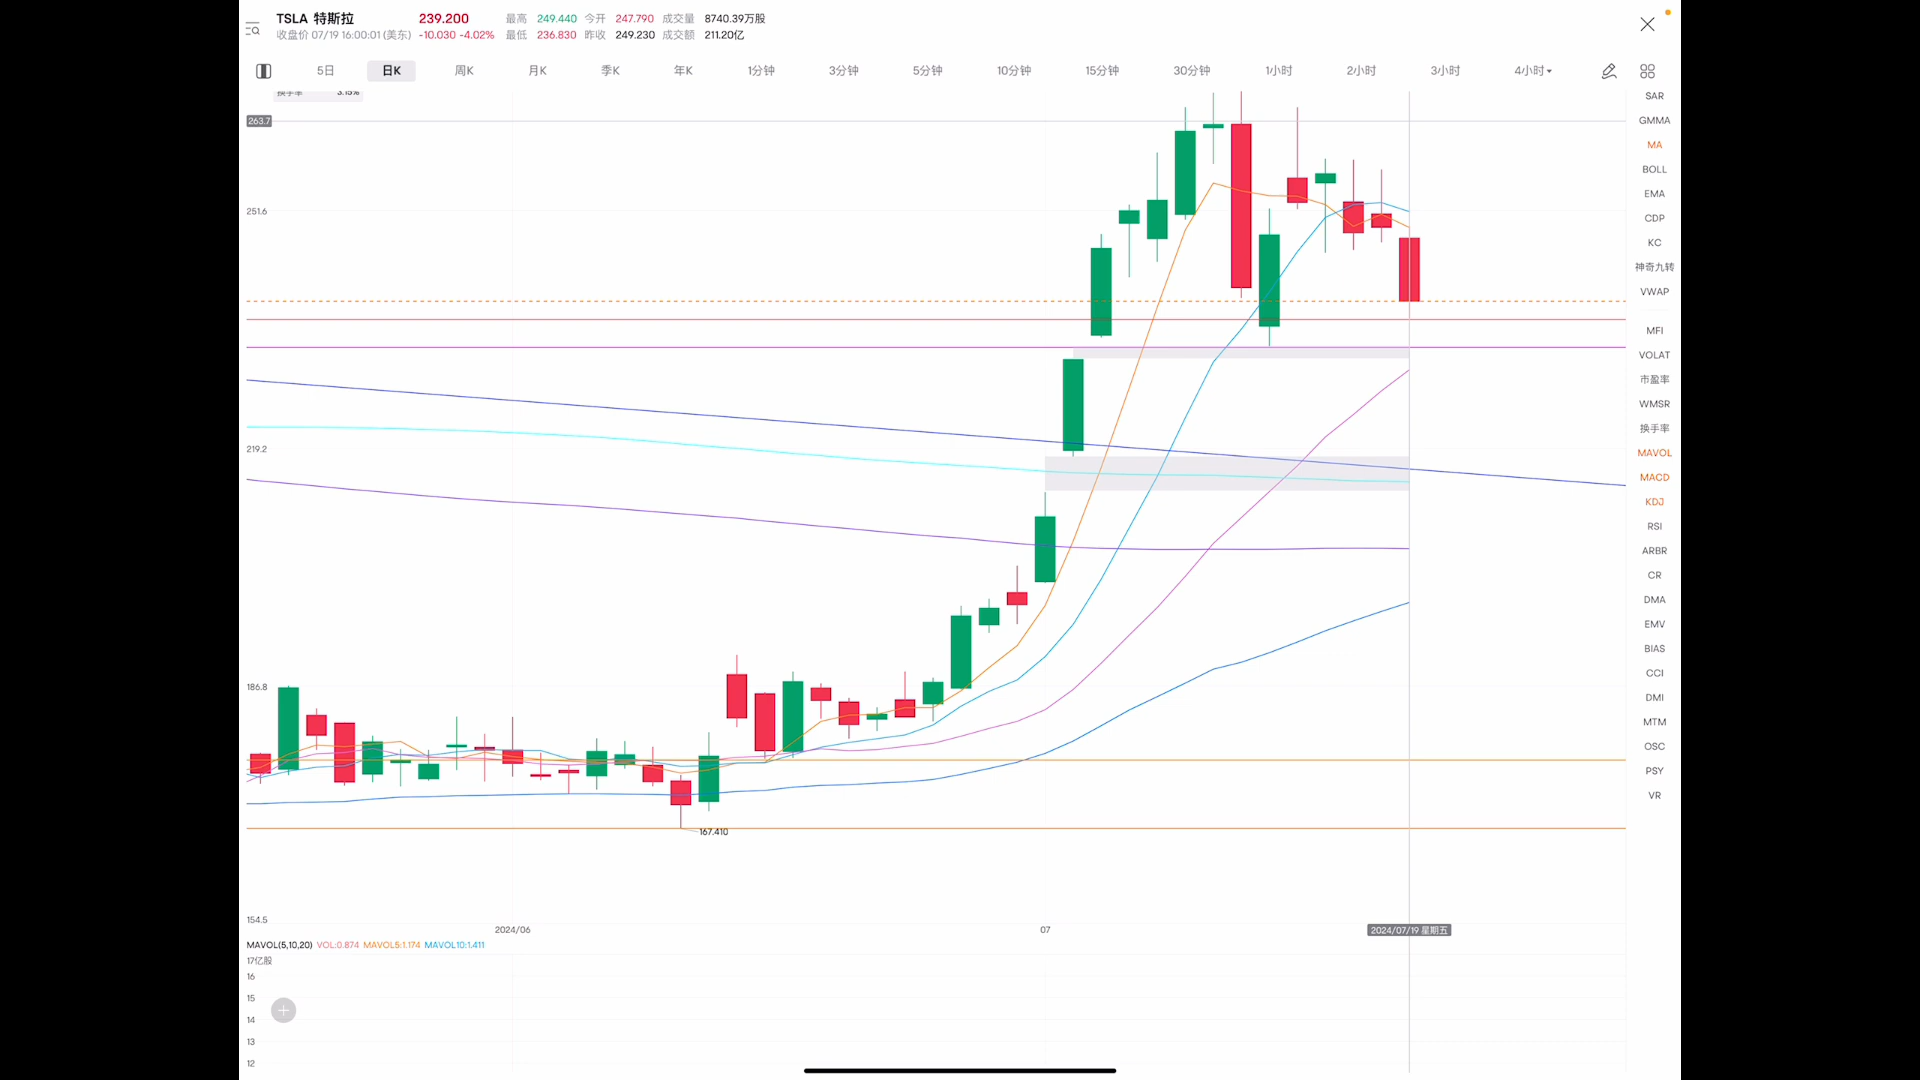 TSLA 特斯拉 239.200 最高 249.440 今开 247.790 成交量 8740.39万股
收盘价 07/19 16:00:01 (美东) -10.030 -4.02% 最低 236.830 昨收 249.230 成交额 211.20亿
5日 日K 周K 月K 季K 年K 1分钟 3分钟 5分钟 10分钟 15分钟 30分钟 1小时 2小时 3小时 4小时
换手率 3.15%
263.7
251.6
219.2
186.8
167.410
154.5
2024/06 07 2024/07/19 星期五
MAVOL(5,10,20) VOL:0.874 MAVOL5:1.174 MAVOL10:1.411
17亿股
16
15
14
13
12
SAR
GMMA
MA
BOLL
EMA
CDP
KC
神奇九转
VWAP
MFI
VOLAT
市盈率
WMSR
换手率
MAVOL
MACD
KDJ
RSI
ARBR
CR
DMA
EMV
BIAS
CCI
DMI
MTM
OSC
PSY
VR